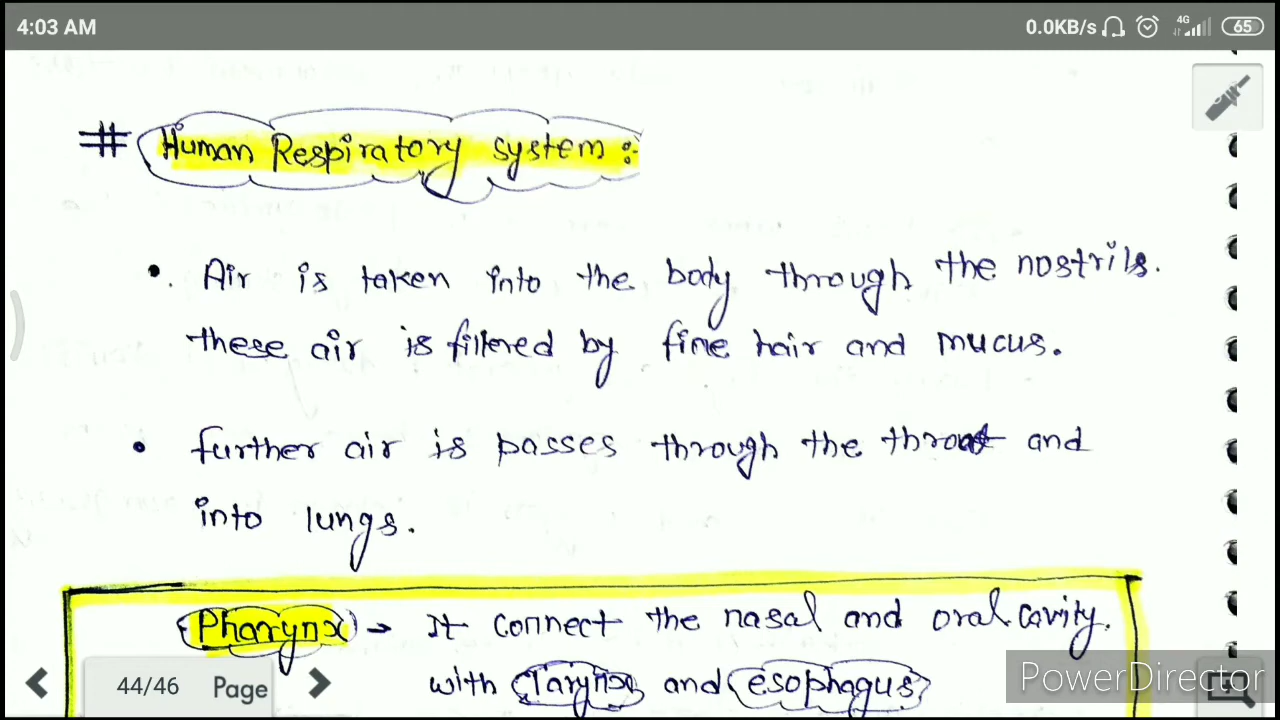 4:03 AM 0.0KB/s 4G 65
# Human Respiratory system :-
• Air is taken into the body through the nostrils.
these air is filtered by fine hair and mucus.
• further air is passes through the throat and
into lungs.
Pharynx → It connect the nasal and oral cavity.
with larynx and esophagus
44/46 Page
PowerDirector